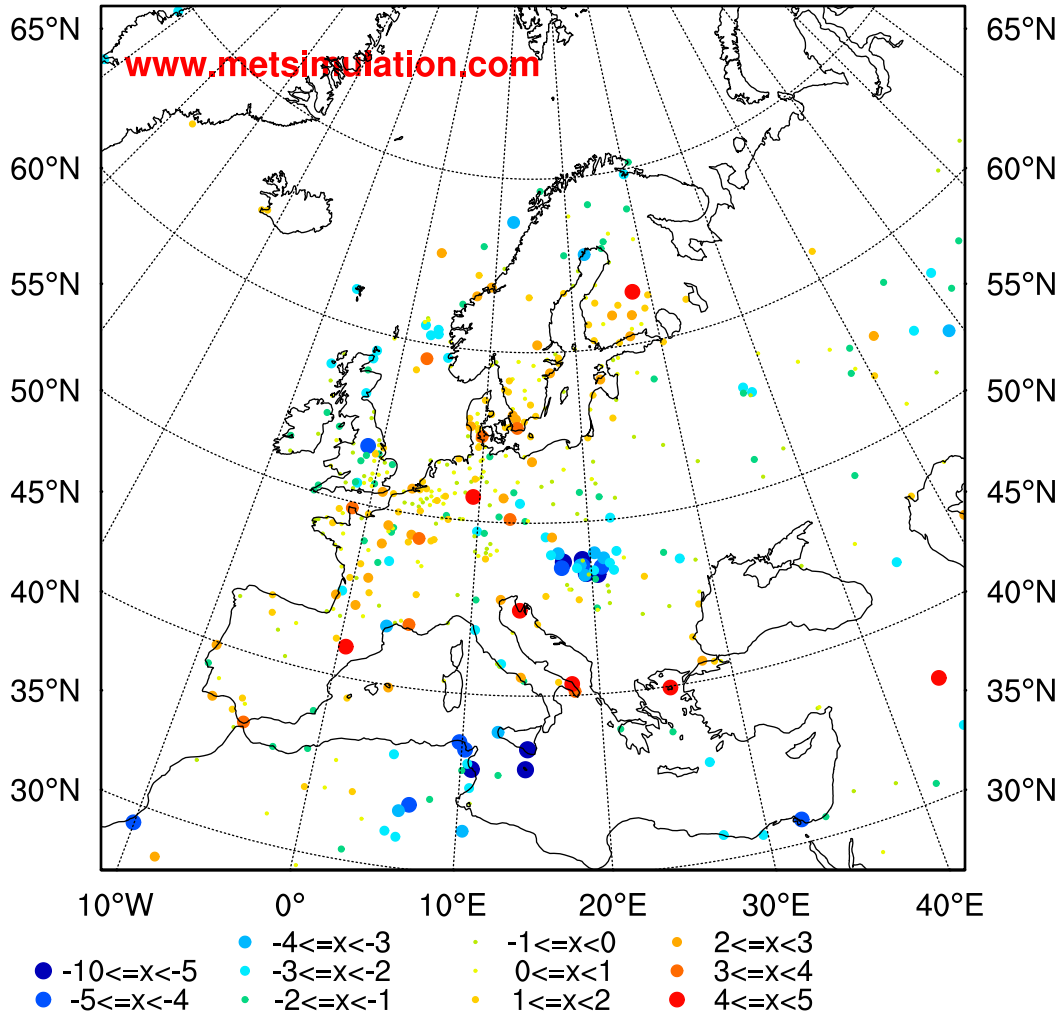 65°N 65°N
www.metsimulation.com
60°N 60°N
55°N 55°N
50°N 50°N
45°N 45°N
40°N 40°N
35°N 35°N
30°N 30°N
10°W 0° 10°E 20°E 30°E 40°E
-4<=x<-3 -1<=x<0 2<=x<3
-10<=x<-5 -3<=x<-2 0<=x<1 3<=x<4
-5<=x<-4 -2<=x<-1 1<=x<2 4<=x<5